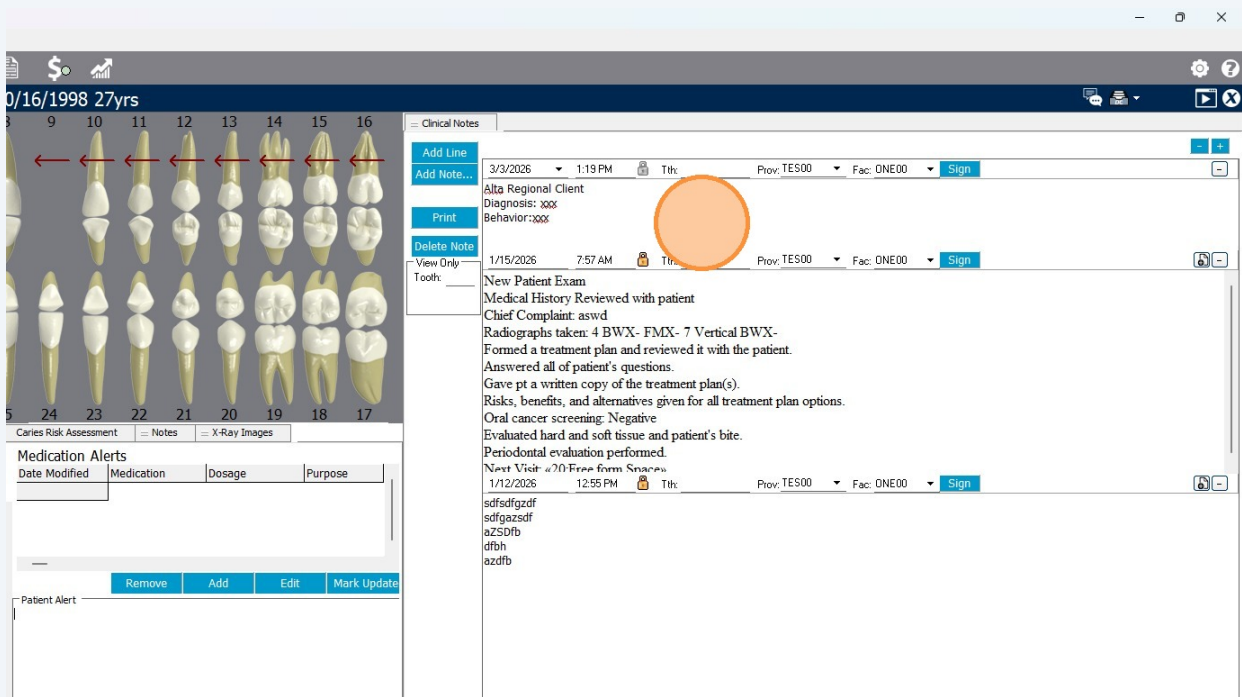 0/16/1998 27yrs
9 10 11 12 13 14 15 16
24 23 22 21 20 19 18 17
Clinical Notes
Add Line
Add Note...
Print
Delete Note
View Only
Tooth:
- +
3/3/2026 1:19 PM Tth: Prov: TES00 Fac: ONE00 Sign
Alta Regional Client
Diagnosis: xxx
Behavior:xxx
1/15/2026 7:57 AM Prov: TES00 Fac: ONE00 Sign
New Patient Exam
Medical History Reviewed with patient
Chief Complaint: aswd
Radiographs taken: 4 BWX- FMX- 7 Vertical BWX-
Formed a treatment plan and reviewed it with the patient.
Answered all of patient's questions.
Gave pt a written copy of the treatment plan(s).
Risks, benefits, and alternatives given for all treatment plan options.
Oral cancer screening: Negative
Evaluated hard and soft tissue and patient's bite.
Periodontal evaluation performed.
Next Visit: «20:Free form Space»
1/12/2026 12:55 PM Tth: Prov: TES00 Fac: ONE00 Sign
sdfsdfgzdf
sdfgazsdf
aZSDfb
dfbh
azdfb
Caries Risk Assessment Notes X-Ray Images
Medication Alerts
Date Modified Medication Dosage Purpose
Remove Add Edit Mark Update
Patient Alert